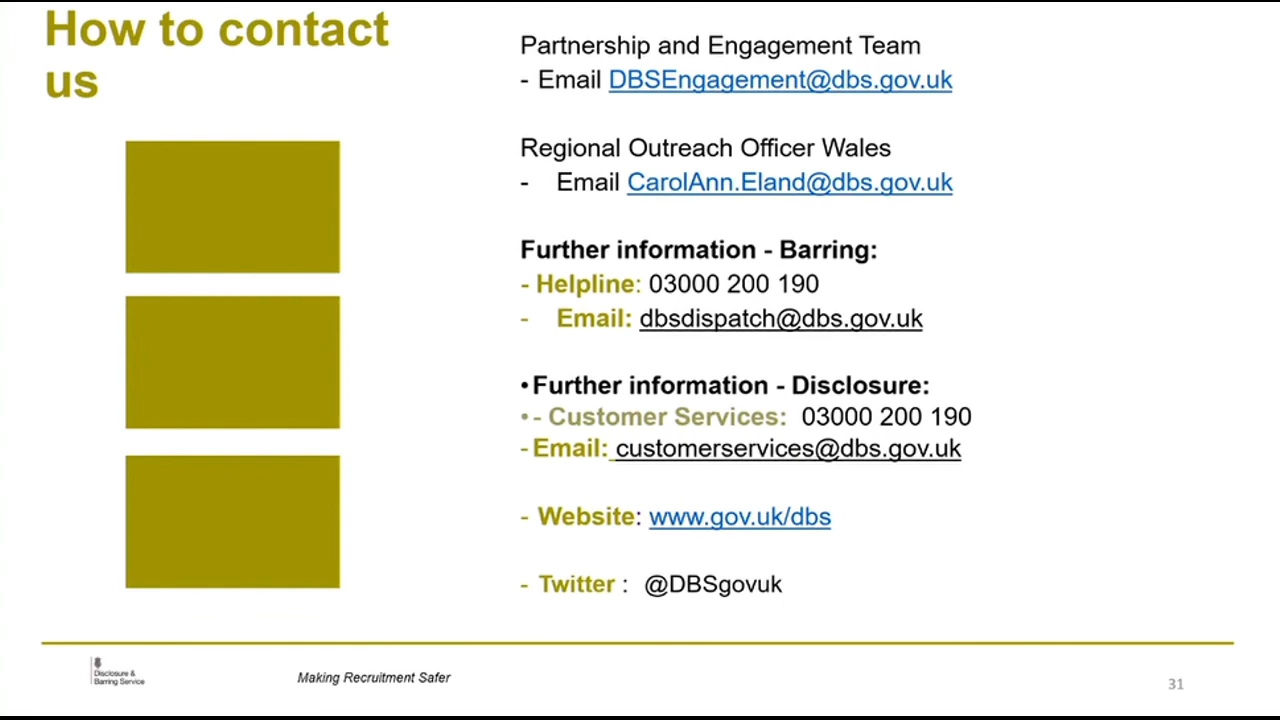 How to contact
us
Partnership and Engagement Team
- Email DBSEngagement@dbs.gov.uk
Regional Outreach Officer Wales
- Email CarolAnn.Eland@dbs.gov.uk
Further information - Barring:
- Helpline: 03000 200 190
- Email: dbsdispatch@dbs.gov.uk
•Further information - Disclosure:
•- Customer Services: 03000 200 190
-Email: customerservices@dbs.gov.uk
- Website: www.gov.uk/dbs
- Twitter : @DBSgovuk
Disclosure &
Barring Service
Making Recruitment Safer
31